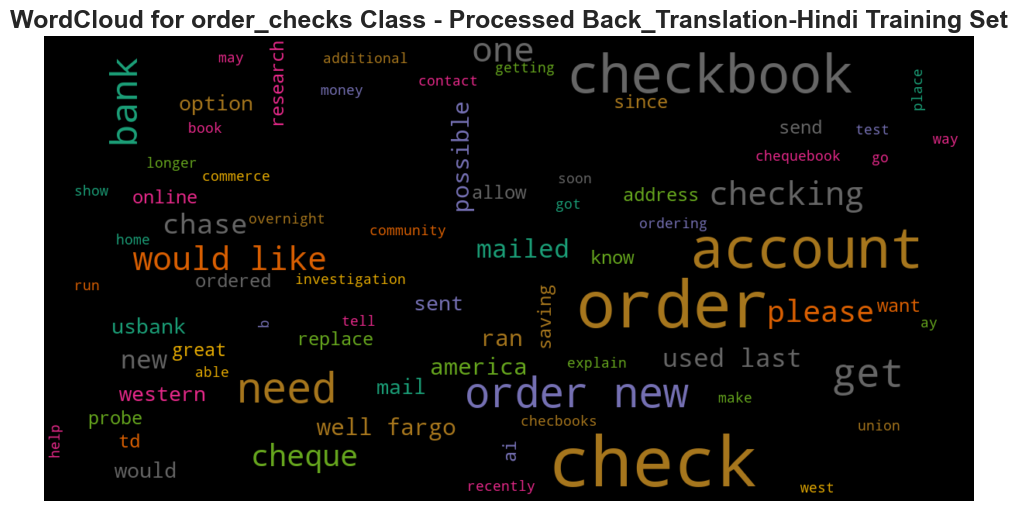 WordCloud for order_checks Class - Processed Back_Translation-Hindi Training Set
one
checkbook
bank
may
research
additional
contact
getting
money
option
since
place
book
possible
send
test
way
longer
chequebook
go
commerce
soon
show
online
allow
got
address
checking
chase
overnight
ordering
home
community
would like
mailed
know
account
ordered
investigation
run
sent
saving
order
please
want
usbank
b
tell
ay
replace
ran
new
great
able
america
explain
used last
get
western
need
mail
order new
make
probe
checbooks
union
help
td
well fargo
ai
check
would
cheque
recently
west